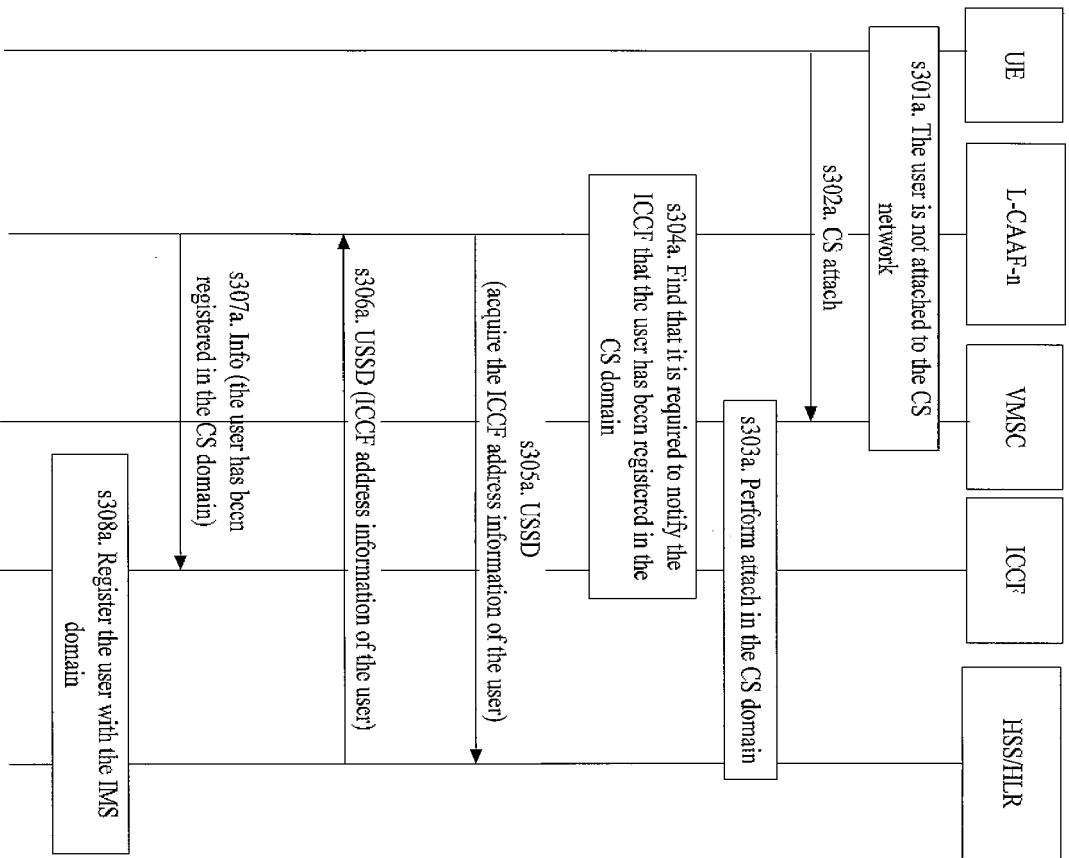 UE
L-CAAF-n
VMSC
ICCF
HSS/HLR
s301a. The user is not attached to the CS
network
s302a. CS attach
s303a. Perform attach in the CS domain
s304a. Find that it is required to notify the
ICCF that the user has been registered in the
CS domain
s305a. USSD
(acquire the ICCF address information of the user)
s306a. USSD (ICCF address information of the user)
s307a. Info (the user has been
registered in the CS domain)
s308a. Register the user with the IMS
domain